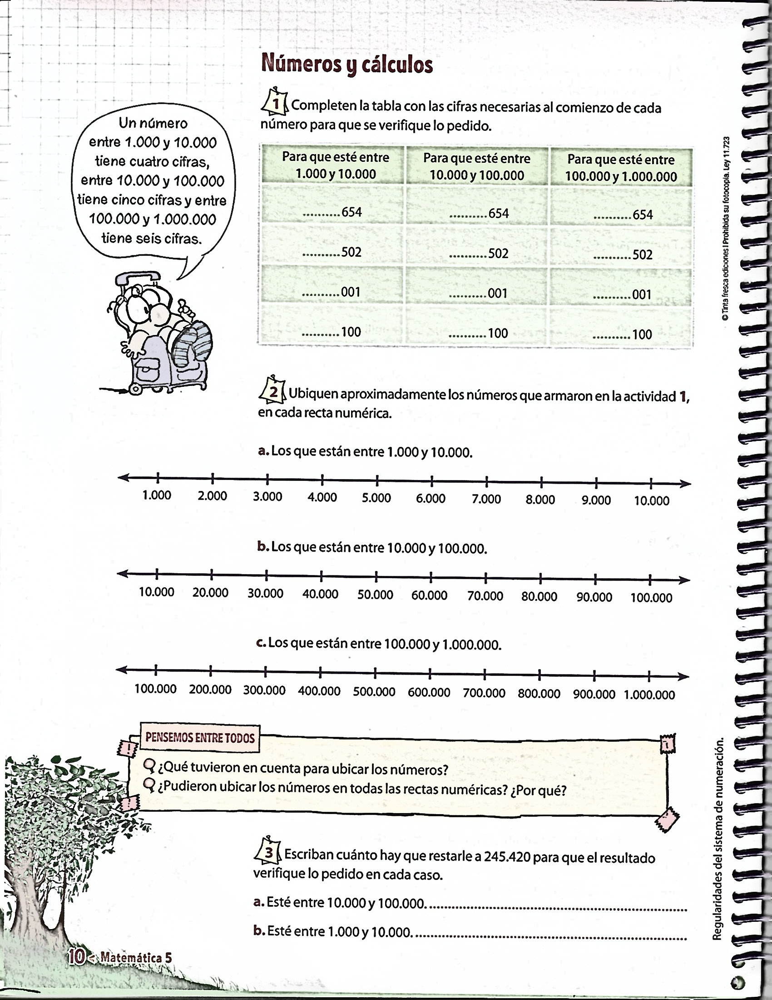 Números y cálculos
1 Completen la tabla con las cifras necesarias al comienzo de cada
número para que se verifique lo pedido.
Un número
entre 1.000 y 10.000
tiene cuatro cifras,
entre 10.000 y 100.000
tiene cinco cifras y entre
100.000 y 1.000.000
tiene seis cifras.
Para que esté entre Para que esté entre Para que esté entre
1.000 y 10.000 10.000 y 100.000 100.000 y 1.000.000
..........654 ..........654 ..........654
..........502 ..........502 ..........502
..........001 ..........001 ..........001
..........100 ..........100 ..........100
2 Ubiquen aproximadamente los números que armaron en la actividad 1,
en cada recta numérica.
a. Los que están entre 1.000 y 10.000.
1.000 2.000 3.000 4.000 5.000 6.000 7.000 8.000 9.000 10.000
b. Los que están entre 10.000 y 100.000.
10.000 20.000 30.000 40.000 50.000 60.000 70.000 80.000 90.000 100.000
c. Los que están entre 100.000 y 1.000.000.
100.000 200.000 300.000 400.000 500.000 600.000 700.000 800.000 900.000 1.000.000
PENSEMOS ENTRE TODOS
¿Qué tuvieron en cuenta para ubicar los números?
¿Pudieron ubicar los números en todas las rectas numéricas? ¿Por qué?
3 Escriban cuánto hay que restarle a 245.420 para que el resultado
verifique lo pedido en cada caso.
a. Esté entre 10.000 y 100.000. ..........
b. Esté entre 1.000 y 10.000. ..........
10 < Matemática 5
© Tinta fresca ediciones | Prohibida su fotocopia. Ley 11.723
Regularidades del sistema de numeración.